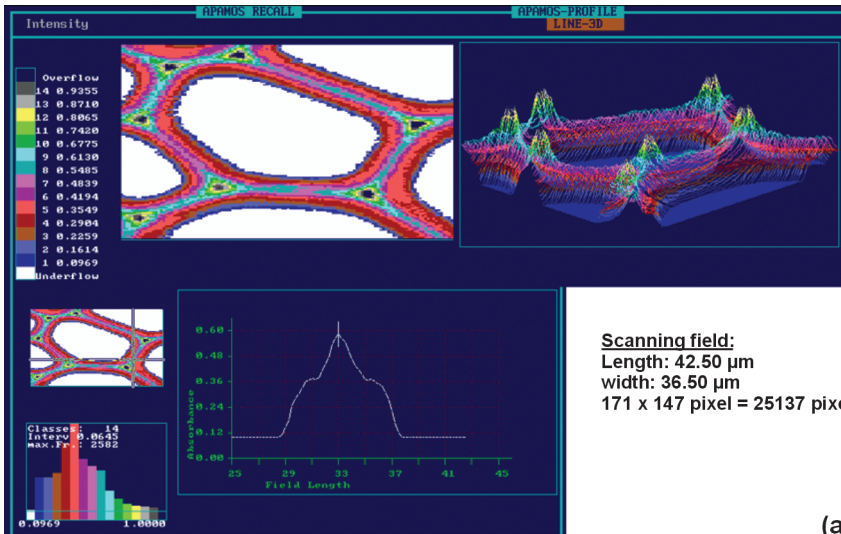 APAMOS RECALL
APAMOS-PROFILE
Intensity
LINE-3D
Overflow
14 0.9355
13 0.8710
12 0.8065
11 0.7420
10 0.6775
9 0.6130
8 0.5485
7 0.4839
6 0.4194
5 0.3549
4 0.2904
3 0.2259
2 0.1614
1 0.0969
Underflow
0.60
0.48
0.36
0.24
0.12
0.00
Absorbance
25 29 33 37 41 45
Field Length
Scanning field:
Length: 42.50 µm
width: 36.50 µm
171 x 147 pixel = 25137 pixe
Classes: 14
Interv 0.0645
max.Fr.: 2582
0.0969 1.0000
(a